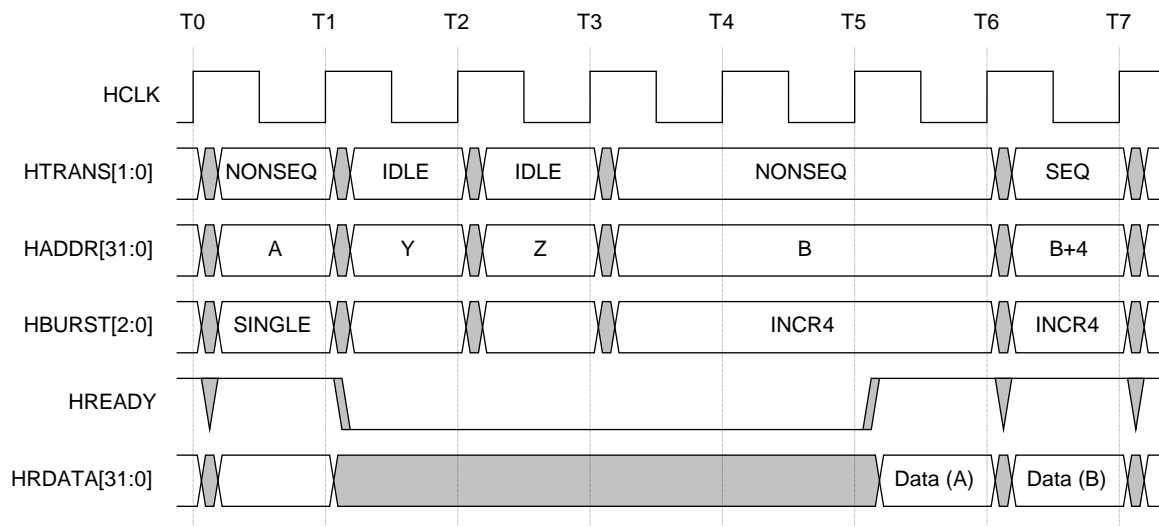 T0 T1 T2 T3 T4 T5 T6 T7
HCLK
HTRANS[1:0] NONSEQ IDLE IDLE NONSEQ SEQ
HADDR[31:0] A Y Z B B+4
HBURST[2:0] SINGLE INCR4 INCR4
HREADY
HRDATA[31:0] Data (A) Data (B)